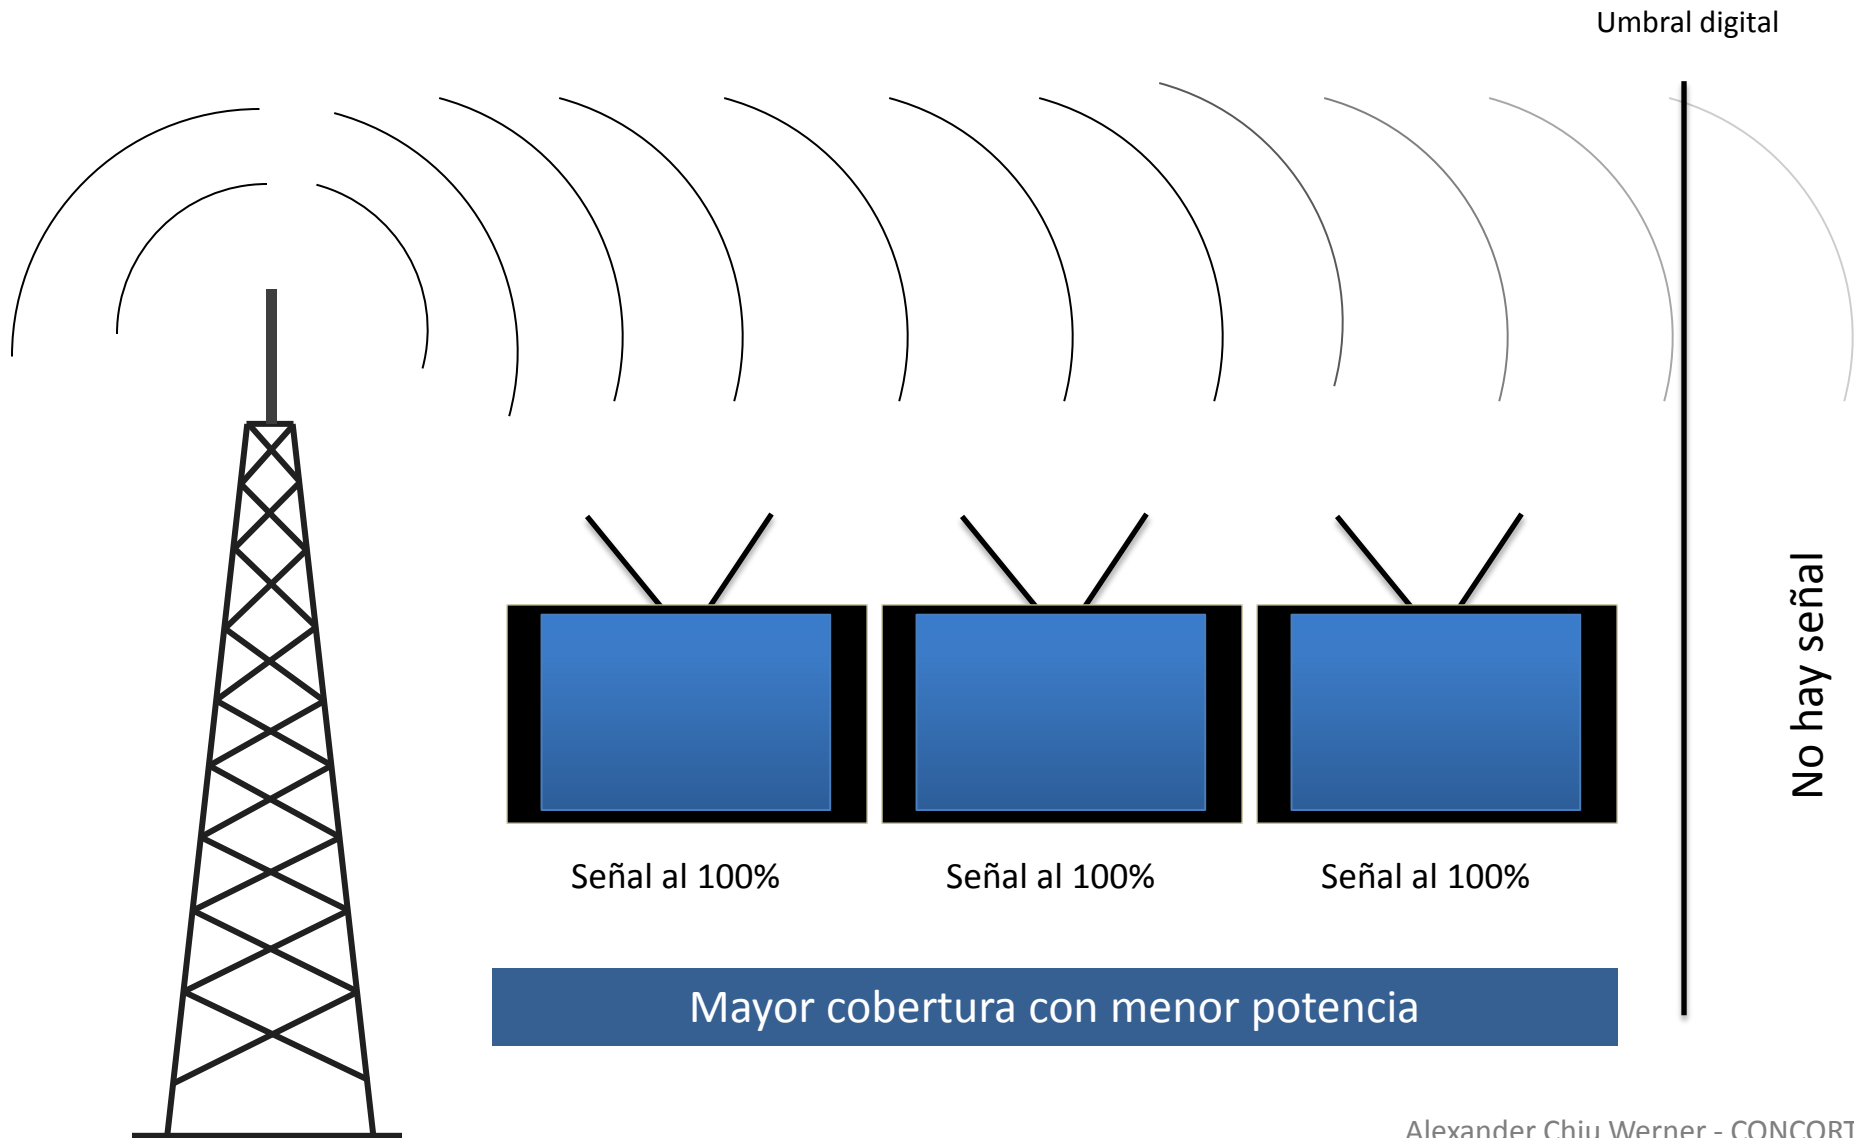 Umbral digital
No hay señal
Señal al 100%
Señal al 100%
Señal al 100%
Mayor cobertura con menor potencia
Alexander Chiu Werner - CONCORT